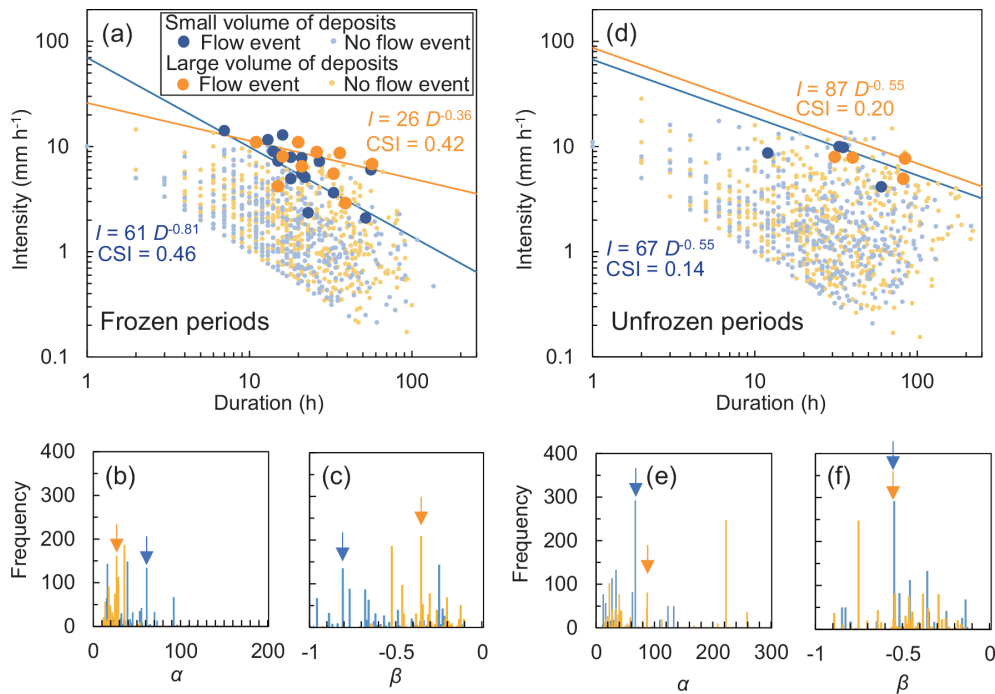 (a)
Small volume of deposits
Flow event No flow event
Large volume of deposits
Flow event No flow event
I = 26 D^-0.36
CSI = 0.42
I = 61 D^-0.81
CSI = 0.46
Frozen periods
Intensity (mm h^-1)
100
10
1
0.1
1 10 100
Duration (h)
(d)
I = 87 D^-0.55
CSI = 0.20
I = 67 D^-0.55
CSI = 0.14
Unfrozen periods
Intensity (mm h^-1)
100
10
1
0.1
1 10 100
Duration (h)
(b)
Frequency
400
300
200
100
0
0 100 200
α
(c)
-1 -0.5 0
β
(e)
Frequency
400
300
200
100
0
0 100 200 300
α
(f)
-1 -0.5 0
β